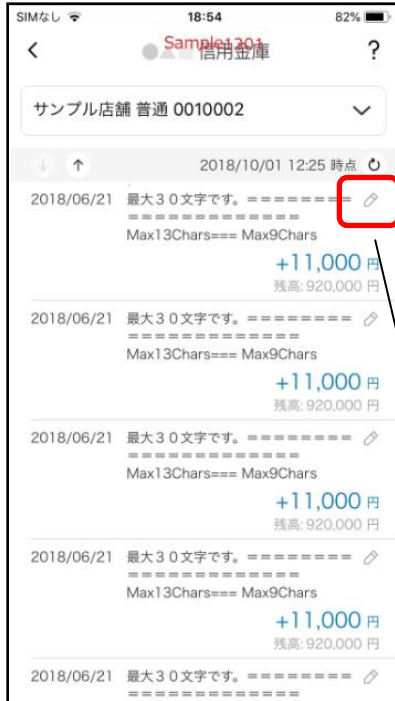 SIMなし 18:54 82%
Sample1201
信用金庫 ?
サンプル店舗 普通 0010002
2018/10/01 12:25 時点
2018/06/21 最大30文字です。========
=============
Max13Chars=== Max9Chars
+11,000 円
残高: 920,000 円
2018/06/21 最大30文字です。========
=============
Max13Chars=== Max9Chars
+11,000 円
残高: 920,000 円
2018/06/21 最大30文字です。========
=============
Max13Chars=== Max9Chars
+11,000 円
残高: 920,000 円
2018/06/21 最大30文字です。========
=============
Max13Chars=== Max9Chars
+11,000 円
残高: 920,000 円
2018/06/21 最大30文字です。========
=============